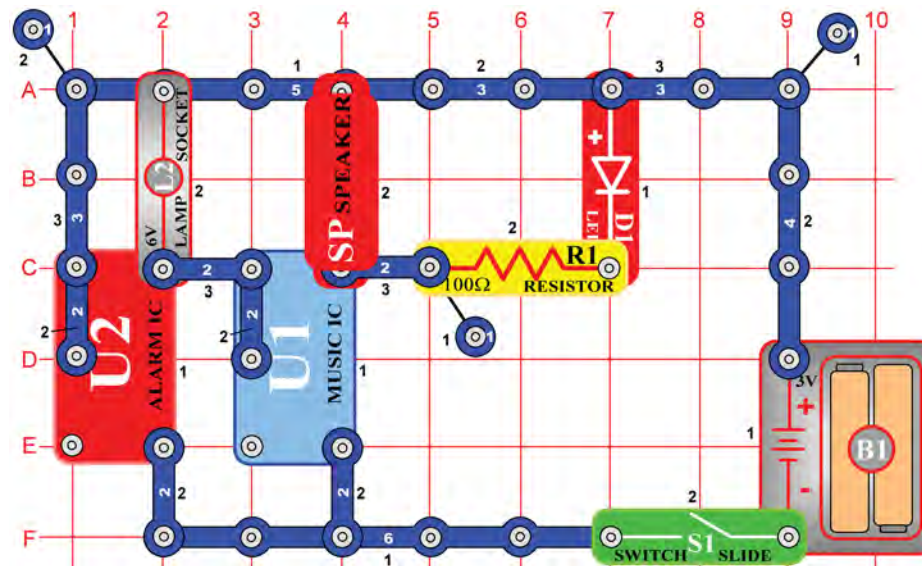 1 2 3 4 5 6 7 8 9 10
1 1
2 1 2 3 1
A 5 3 3
+
B L2 SOCKET 2 SP SPEAKER 2 1
3 3 4 2
6V LAMP 2 LED D1
C 2 2 R1
3 3 100Ω RESISTOR
2 2 2 2 1 1
D U2 ALARM IC 1 U1 MUSIC IC 1 3V
+
E 1 B1
-
2 2 2 2 2
F 6 S1
1 SWITCH SLIDE